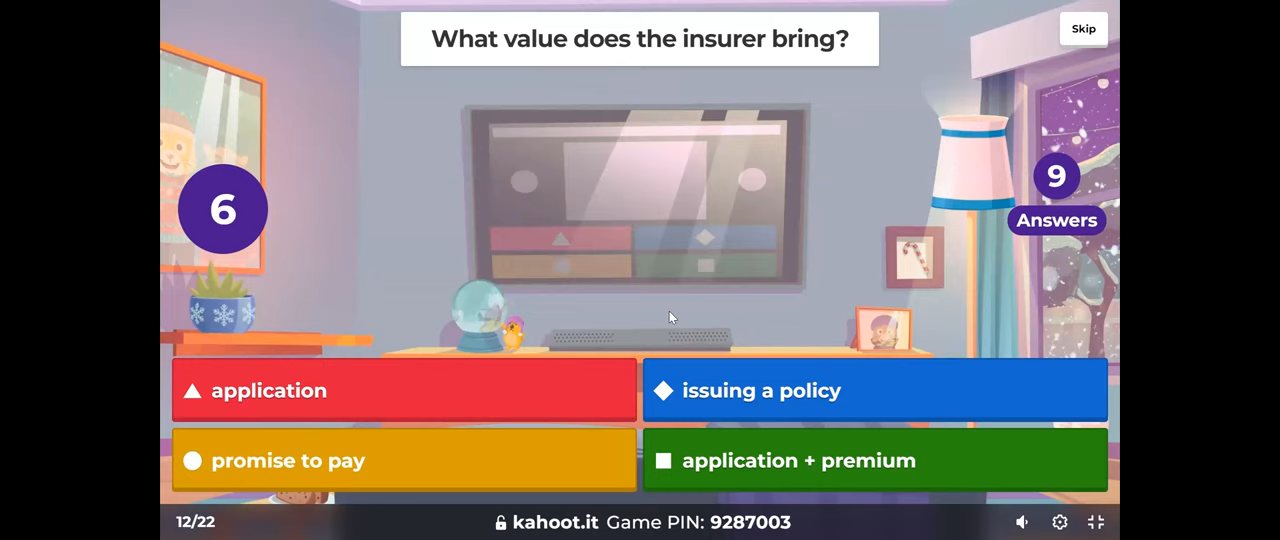 What value does the insurer bring?
Skip
6
9
Answers
application
issuing a policy
promise to pay
application + premium
12/22
kahoot.it Game PIN: 9287003